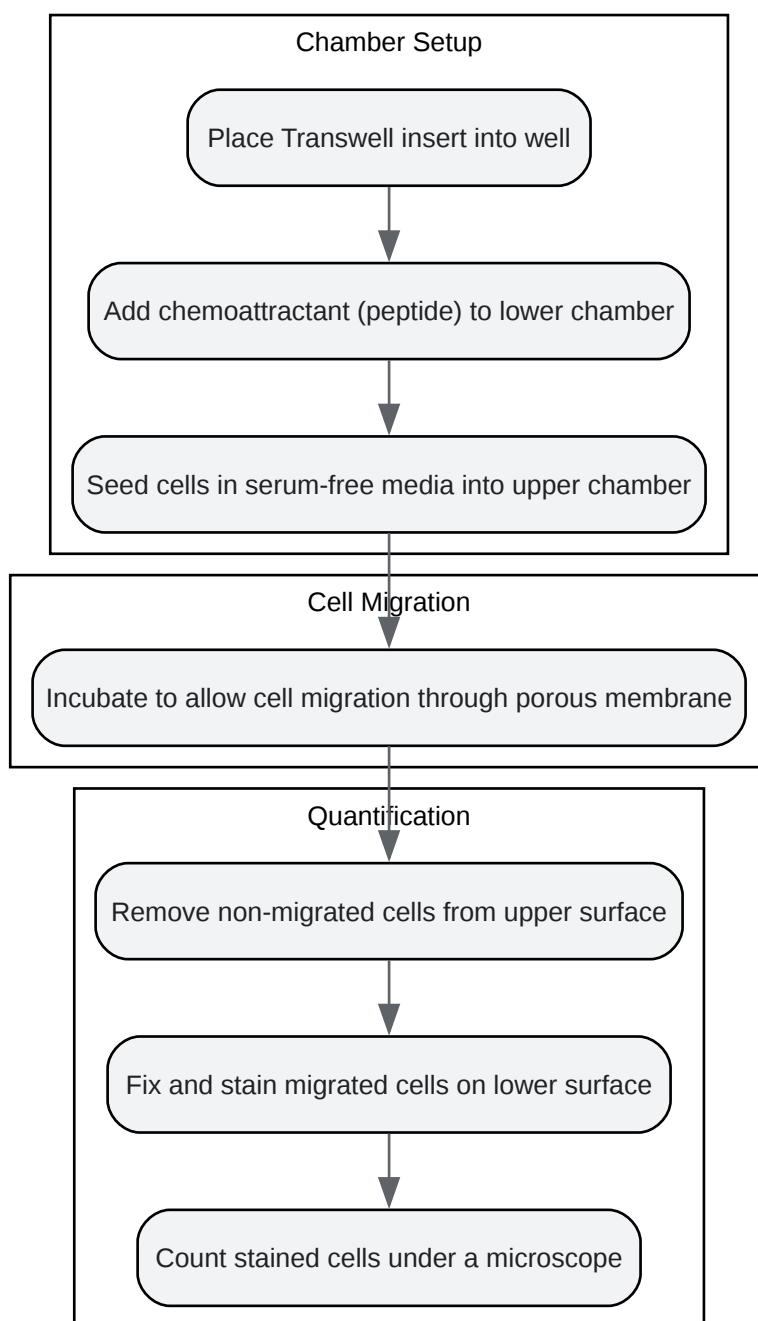 Chamber Setup
Place Transwell insert into well
Add chemoattractant (peptide) to lower chamber
Seed cells in serum-free media into upper chamber
Cell Migration
Incubate to allow cell migration through porous membrane
Quantification
Remove non-migrated cells from upper surface
Fix and stain migrated cells on lower surface
Count stained cells under a microscope